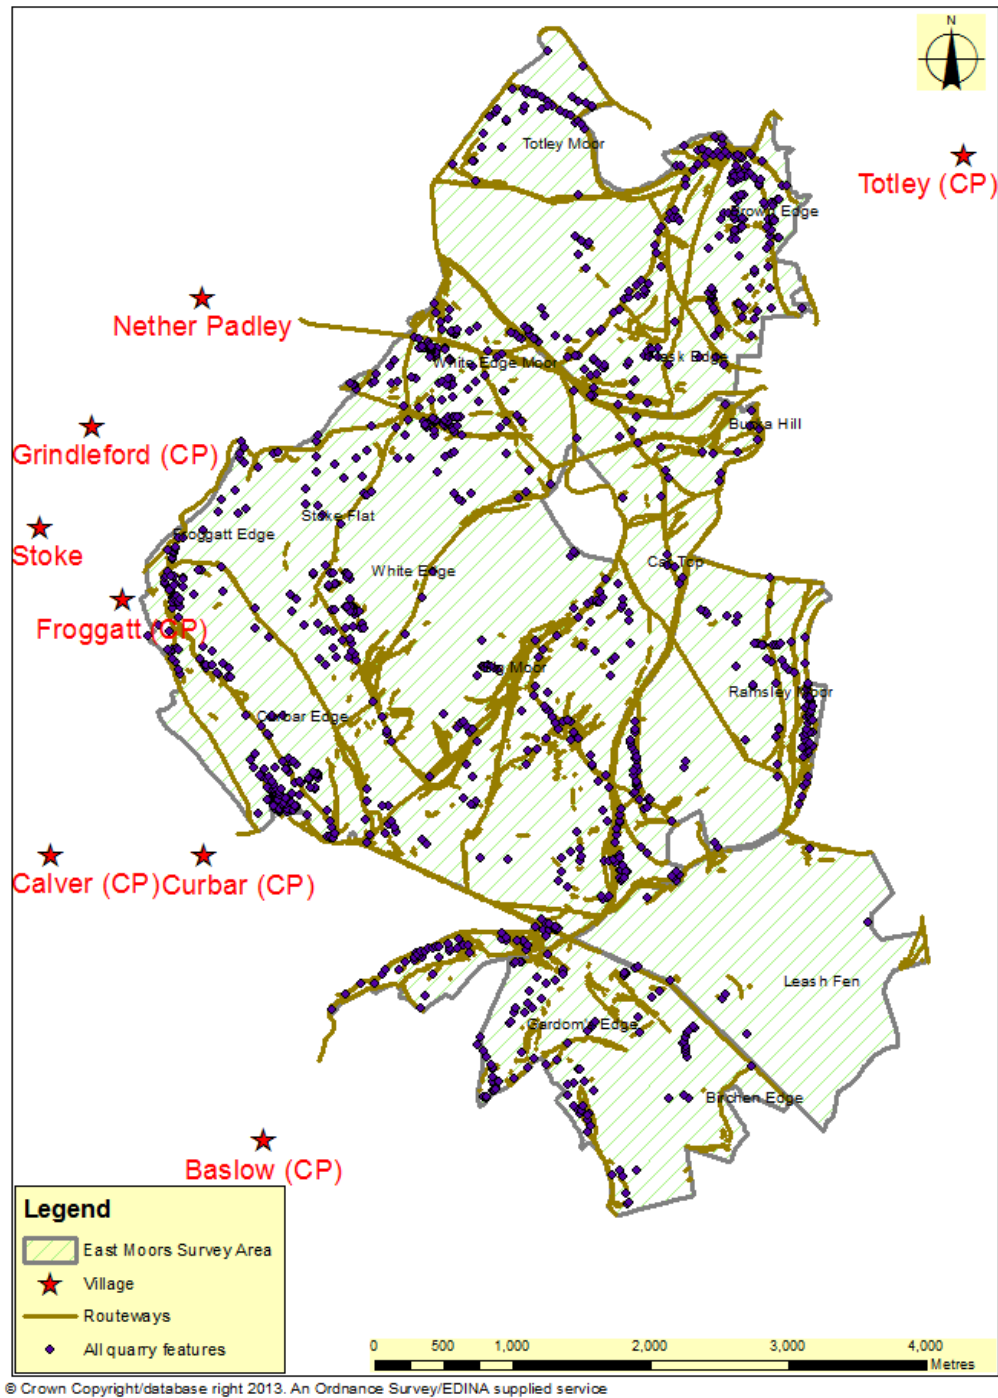 N
Totley Moor
Totley (CP)
Brown Edge
Nether Padley
White Edge Moor
Flask Edge
Bucka Hill
Grindleford (CP)
Stoke Flat
Froggatt Edge
Stoke
White Edge
Car Top
Froggatt (CP)
Big Moor
Ramsley Moor
Curbar Edge
Calver (CP)
Curbar (CP)
Leash Fen
Gardom's Edge
Birchen Edge
Baslow (CP)
Legend
East Moors Survey Area
Village
Routeways
All quarry features
0 500 1,000 2,000 3,000 4,000
Metres
© Crown Copyright/database right 2013. An Ordnance Survey/EDINA supplied service